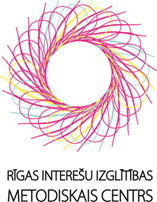 RĪGAS INTEREŠU IZGLĪTĪBAS
METODISKAIS CENTRS